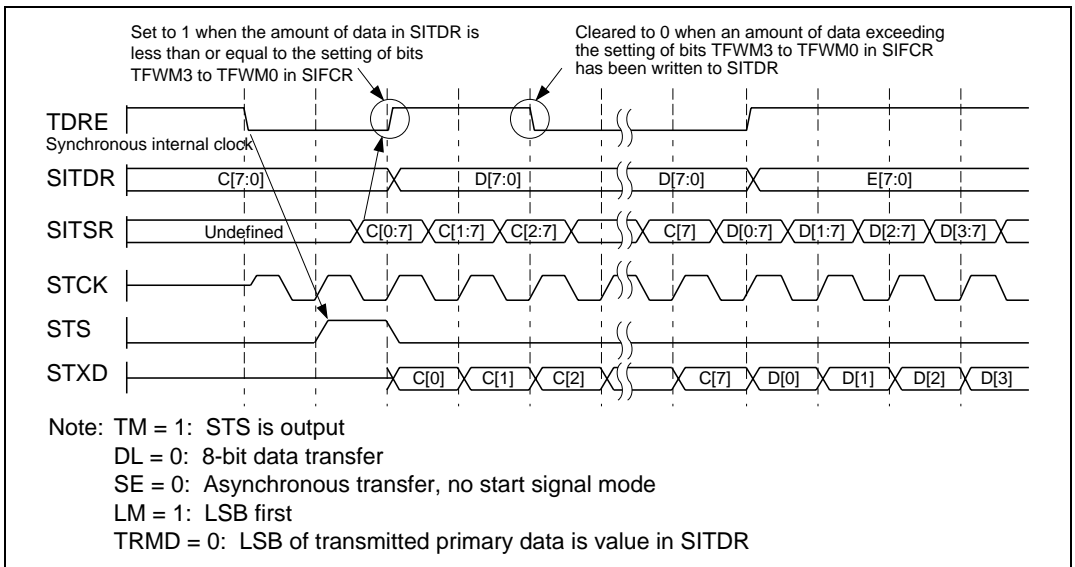 Set to 1 when the amount of data in SITDR is
less than or equal to the setting of bits
TFWM3 to TFWM0 in SIFCR
Cleared to 0 when an amount of data exceeding
the setting of bits TFWM3 to TFWM0 in SIFCR
has been written to SITDR
TDRE
Synchronous internal clock
SITDR C[7:0] D[7:0] D[7:0] E[7:0]
SITSR Undefined C[0:7] C[1:7] C[2:7] C[7] D[0:7] D[1:7] D[2:7] D[3:7]
STCK
STS
STXD C[0] C[1] C[2] C[7] D[0] D[1] D[2] D[3]
Note: TM = 1: STS is output
DL = 0: 8-bit data transfer
SE = 0: Asynchronous transfer, no start signal mode
LM = 1: LSB first
TRMD = 0: LSB of transmitted primary data is value in SITDR